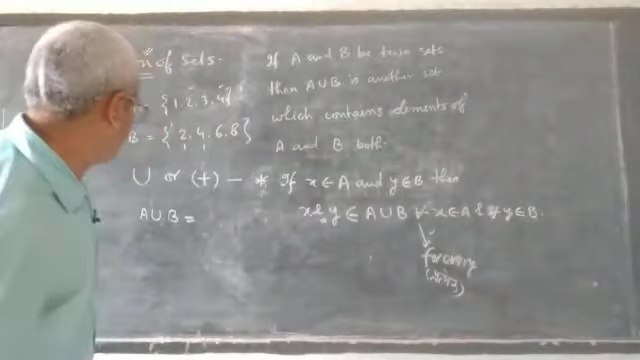 of sets.
If A and B be two sets
= {1, 2, 3, 4}
then A∪B is another set
B = {2, 4, 6, 8}
which contains elements of
A and B both.
∪ or (+) — * If x∈A and y∈B then
A∪B =
x & y ∈ A∪B ∀ x∈A & y∈B.
for every